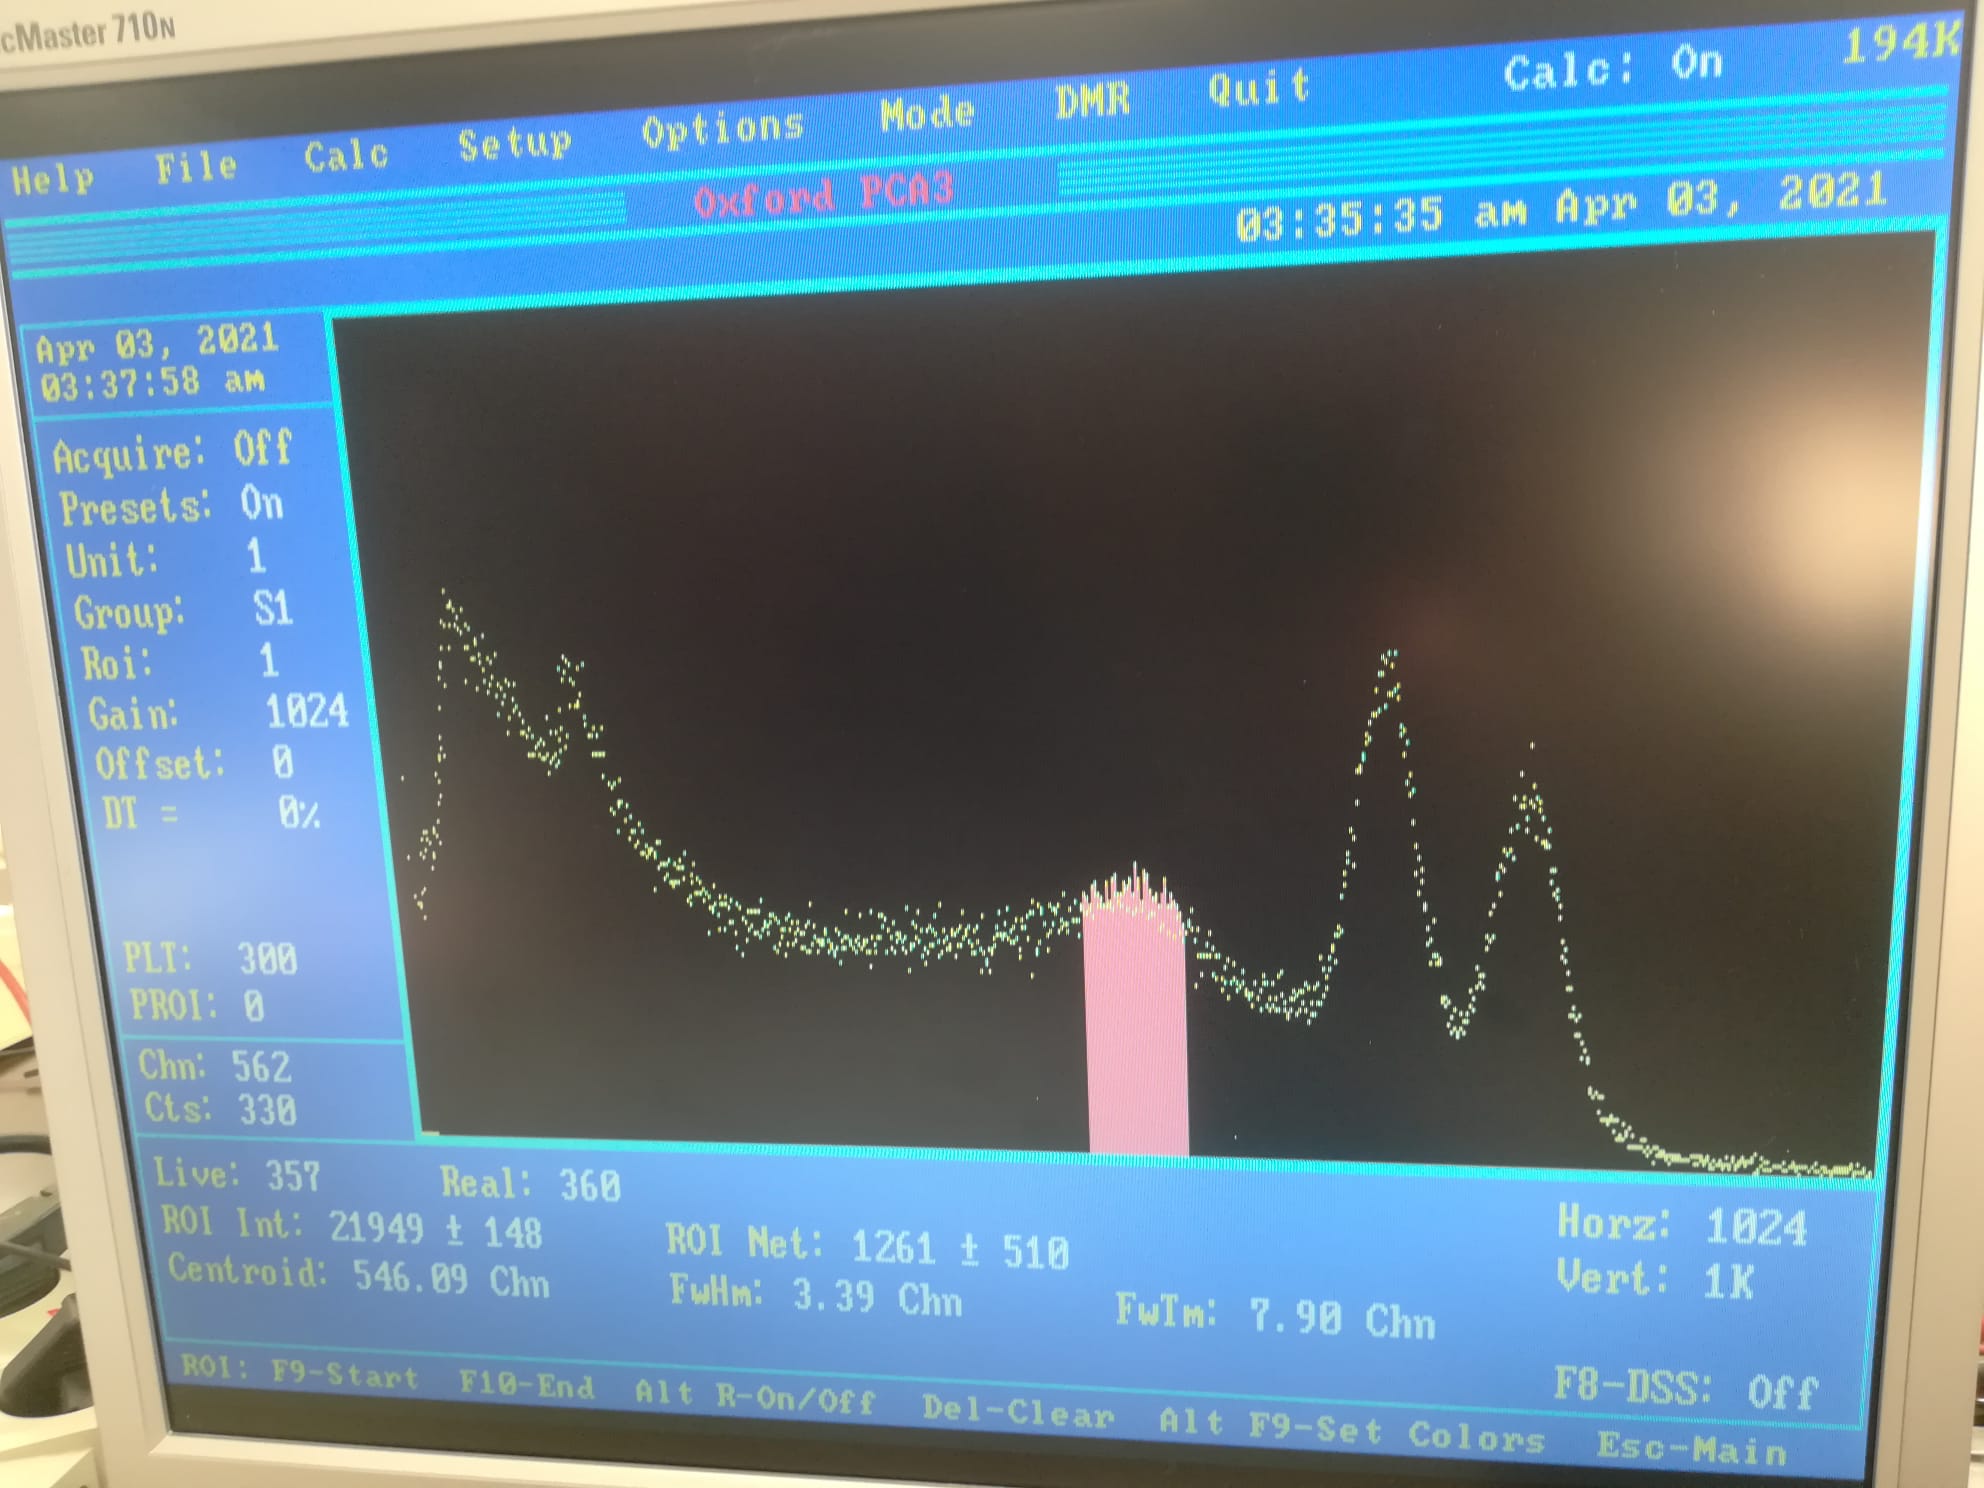 cMaster 710N
Help File Calc Setup Options Mode DMR Quit Calc: On 194K
Oxford PCA3
03:35:35 am Apr 03, 2021
Apr 03, 2021
03:37:58 am
Acquire: Off
Presets: On
Unit: 1
Group: S1
Roi: 1
Gain: 1024
Offset: 0
DT = 0%
PLT: 300
PROI: 0
Chn: 562
Cts: 330
Live: 357 Real: 360
ROI Int: 21949 ± 148 ROI Net: 1261 ± 510 Horz: 1024
Centroid: 546.09 Chn FwHm: 3.39 Chn FwTm: 7.90 Chn Vert: 1K
F8-DSS: Off
ROI: F9-Start F10-End Alt R-On/Off Del-Clear Alt F9-Set Colors Esc-Main